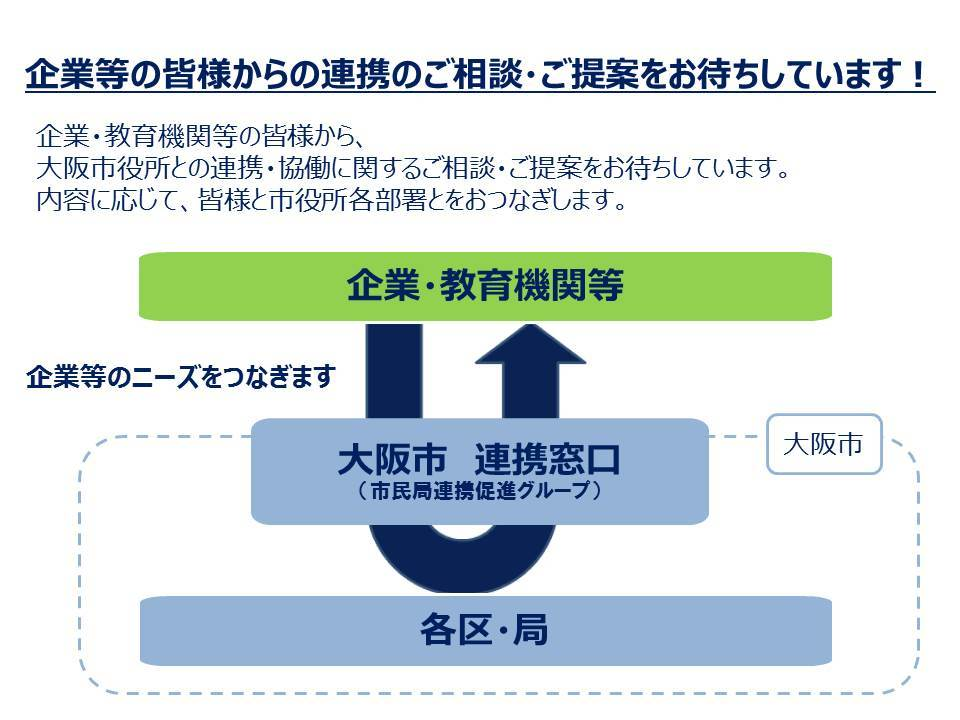 企業等の皆様からの連携のご相談・ご提案をお待ちしています！
企業・教育機関等の皆様から、
大阪市役所との連携・協働に関するご相談・ご提案をお待ちしています。
内容に応じて、皆様と市役所各部署とをおつなぎします。
企業・教育機関等
企業等のニーズをつなぎます
大阪市
大阪市　連携窓口
（市民局連携促進グループ）
各区・局